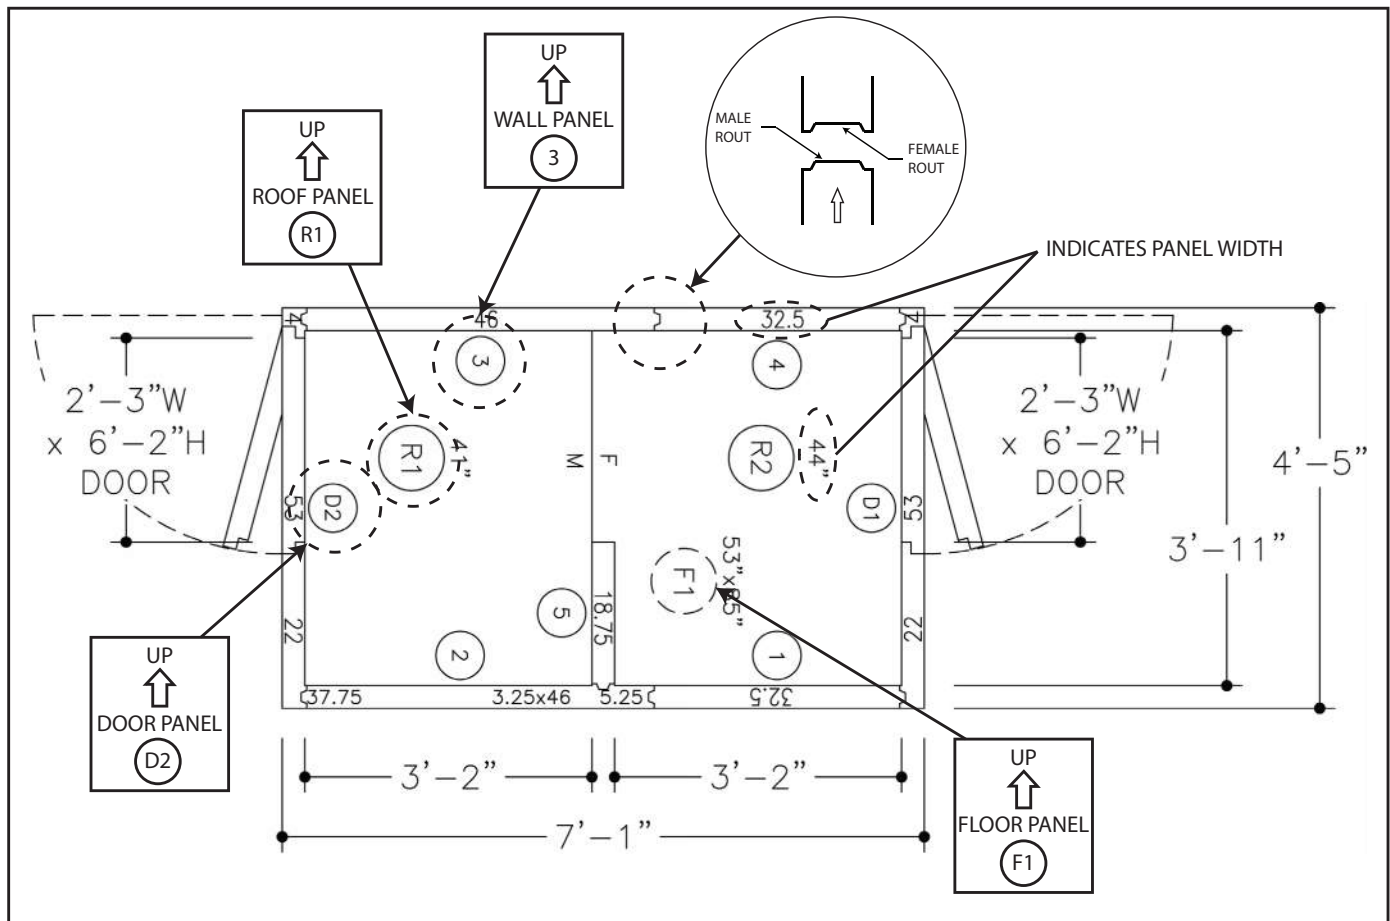 UP
WALL PANEL
3
UP
ROOF PANEL
R1
MALE
ROUT
FEMALE
ROUT
INDICATES PANEL WIDTH
4
46
32.5
4
3
4
2'-3"W
x 6'-2"H
DOOR
R1
41"
M
F
R2
44"
2'-3"W
x 6'-2"H
DOOR
4'-5"
3'-11"
53
D2
D1
53
F1
53"x85"
5
18.75
22
2
1
22
37.75
3.25x46
5.25
32.5
UP
DOOR PANEL
D2
3'-2"
3'-2"
7'-1"
UP
FLOOR PANEL
F1